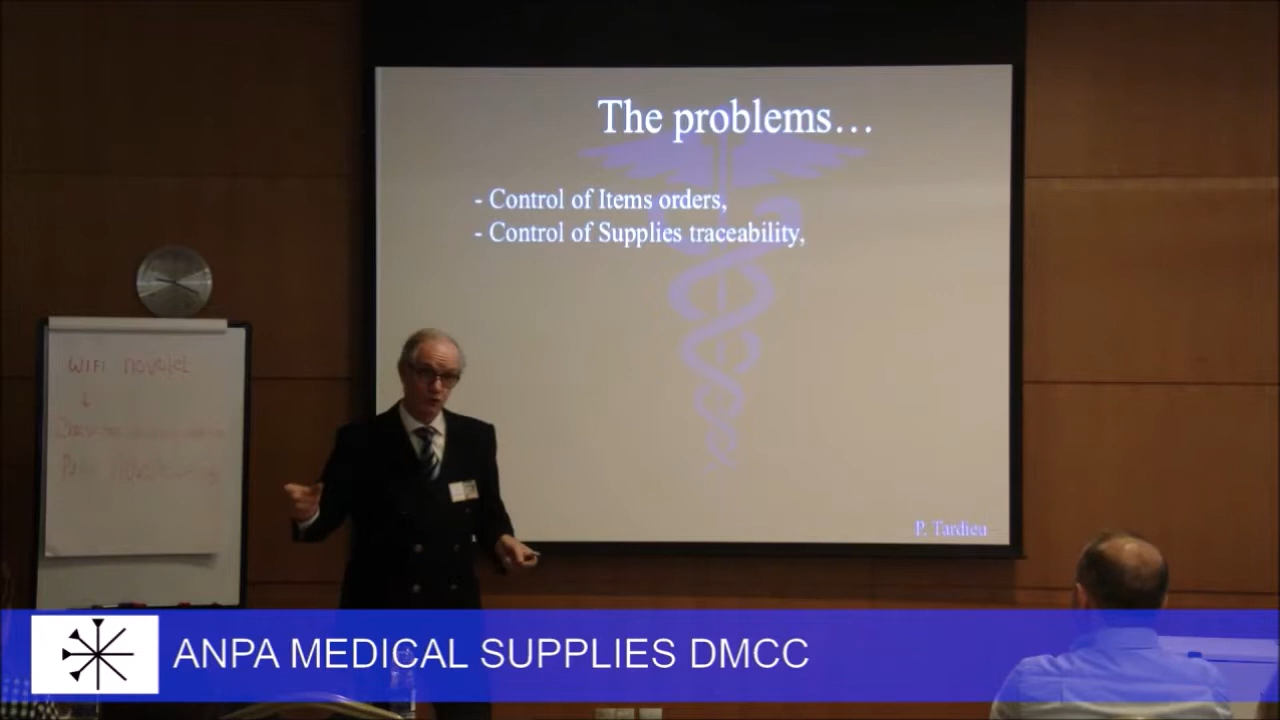 The problems…
- Control of Items orders,
- Control of Supplies traceability,
WIFI novotel
P. Tardieu
ANPA MEDICAL SUPPLIES DMCC